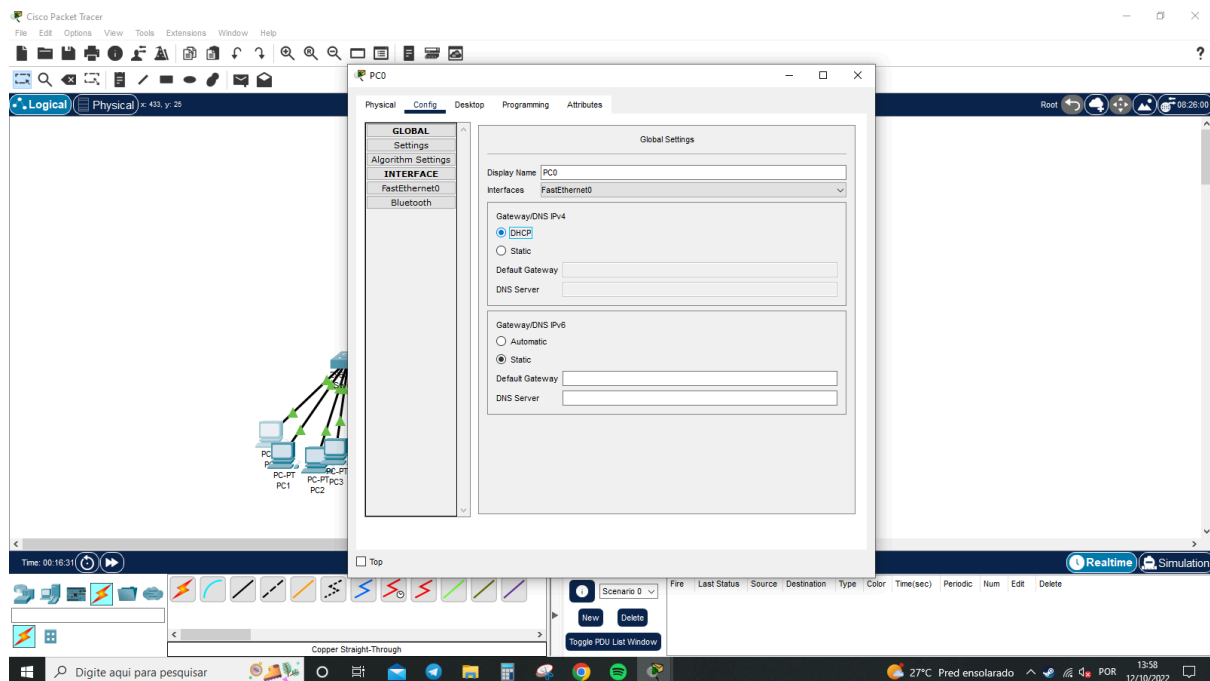 Cisco Packet Tracer
File Edit Options View Tools Extensions Window Help
?
PC0
Logical Physical x: 433, y: 25
Root 08:26:00
Physical Config Desktop Programming Attributes
GLOBAL
Settings
Algorithm Settings
INTERFACE
FastEthernet0
Bluetooth
Global Settings
Display Name PC0
Interfaces FastEthernet0
Gateway/DNS IPv4
DHCP
Static
Default Gateway
DNS Server
Gateway/DNS IPv6
Automatic
Static
Default Gateway
DNS Server
PC-PT
PC1
PC-PT
PC2
PC-PT
PC3
Top
Time: 00:16:31
Realtime Simulation
Scenario 0
New Delete
Toggle PDU List Window
Fire Last Status Source Destination Type Color Time(sec) Periodic Num Edit Delete
Copper Straight-Through
Digite aqui para pesquisar
27°C Pred ensolarado
POR
13:58
12/10/2022